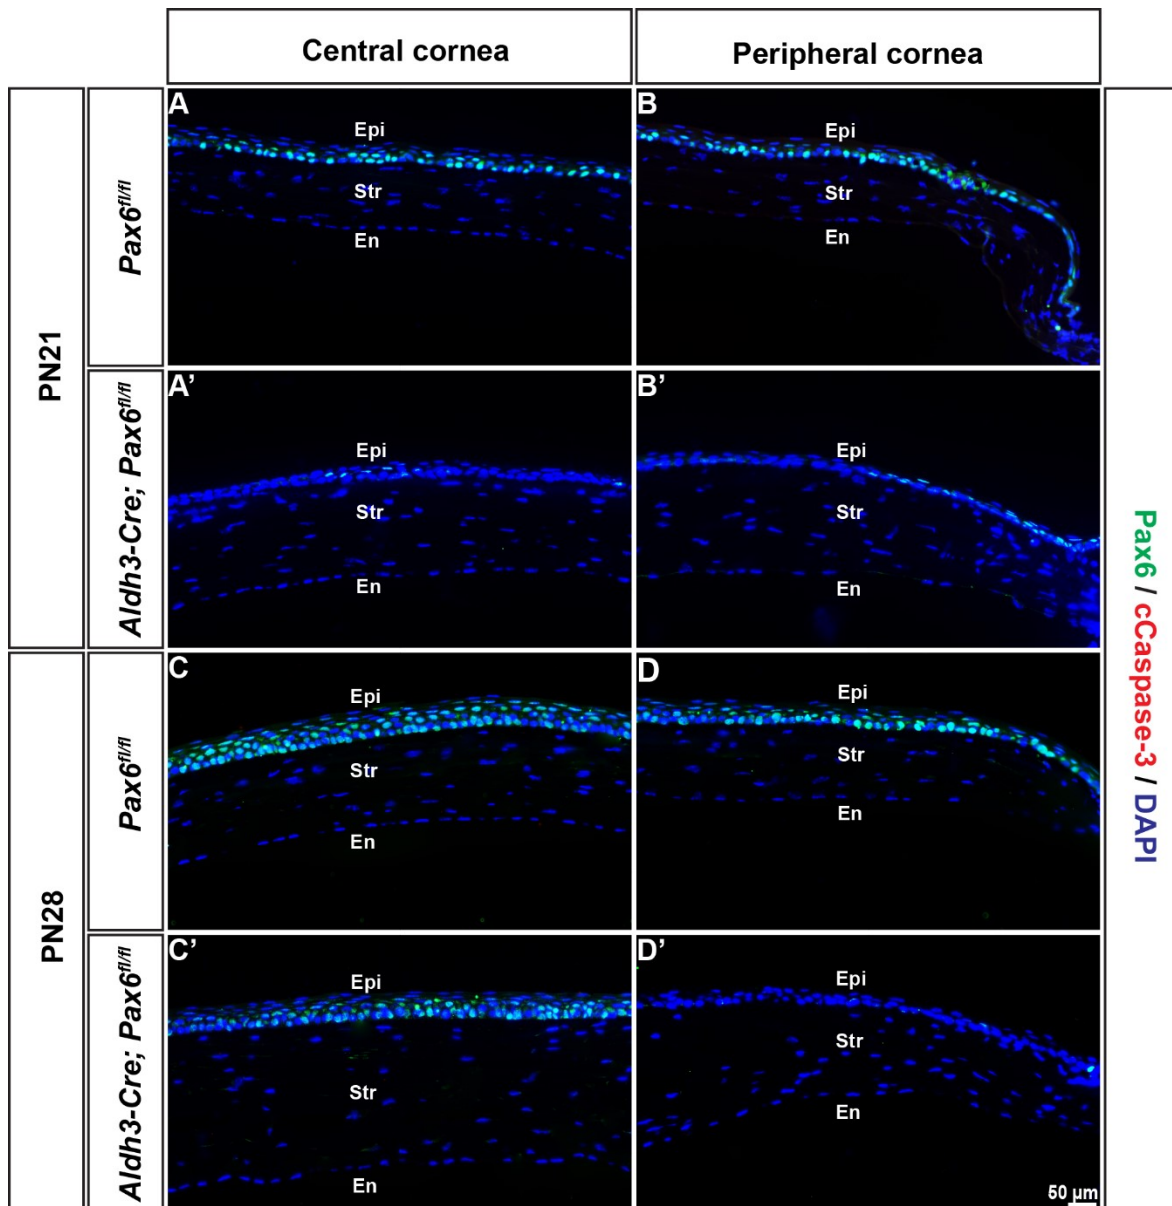 Central cornea
Peripheral cornea
PN21
Pax6fl/fl
A
Epi
Str
En
B
Epi
Str
En
Aldh3-Cre; Pax6fl/fl
A’
Epi
Str
En
B’
Epi
Str
En
PN28
Pax6fl/fl
C
Epi
Str
En
D
Epi
Str
En
Aldh3-Cre; Pax6fl/fl
C’
Epi
Str
En
D’
Epi
Str
En
50 µm
Pax6 / cCaspase-3 / DAPI